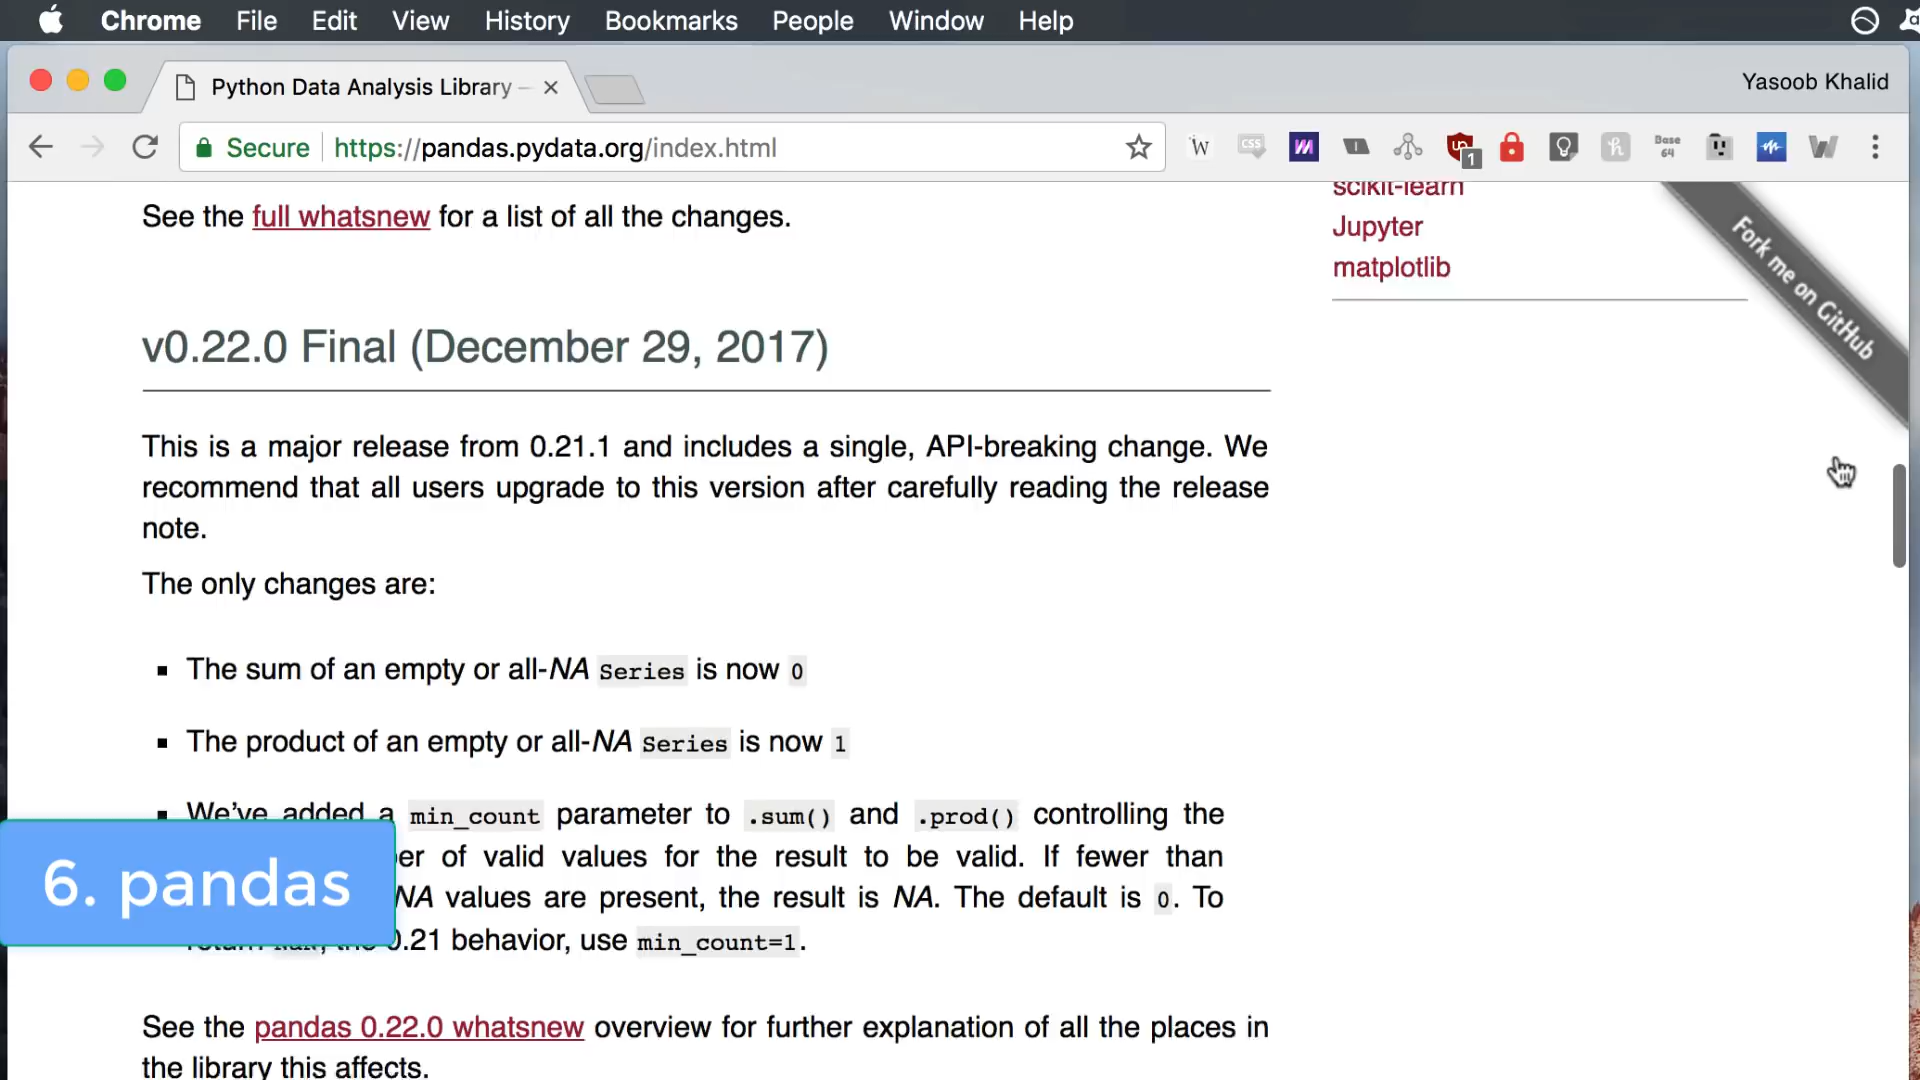 Chrome File Edit View History Bookmarks People Window Help
Python Data Analysis Library –
Yasoob Khalid
Secure https://pandas.pydata.org/index.html
scikit-learn
Jupyter
matplotlib
Fork me on GitHub
See the full whatsnew for a list of all the changes.
v0.22.0 Final (December 29, 2017)
This is a major release from 0.21.1 and includes a single, API-breaking change. We
recommend that all users upgrade to this version after carefully reading the release
note.
The only changes are:
The sum of an empty or all-NA Series is now 0
The product of an empty or all-NA Series is now 1
We’ve added a min_count parameter to .sum() and .prod() controlling the
of valid values for the result to be valid. If fewer than
NA values are present, the result is NA. The default is 0. To
0.21 behavior, use min_count=1.
6. pandas
See the pandas 0.22.0 whatsnew overview for further explanation of all the places in
the library this affects.